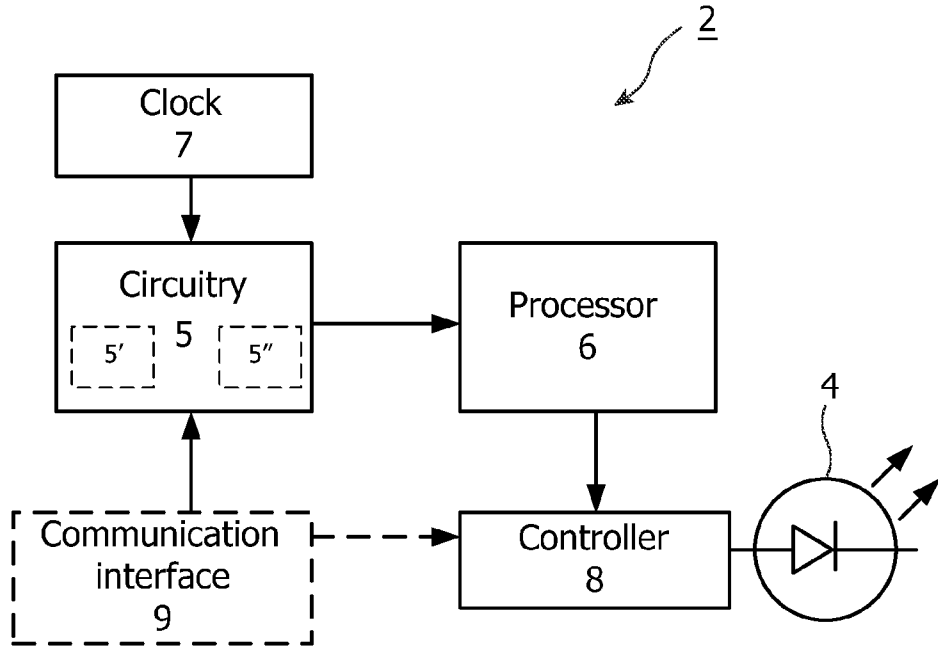 2
Clock
7
Circuitry
5
5'
5"
Processor
6
4
Communication
interface
9
Controller
8